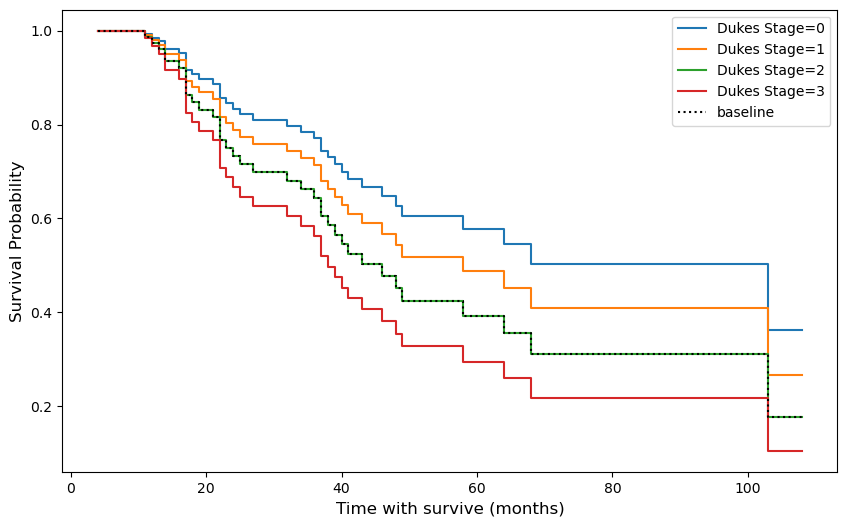 Dukes Stage=0
Dukes Stage=1
Dukes Stage=2
Dukes Stage=3
baseline
Survival Probability
1.0
0.8
0.6
0.4
0.2
0 20 40 60 80 100
Time with survive (months)